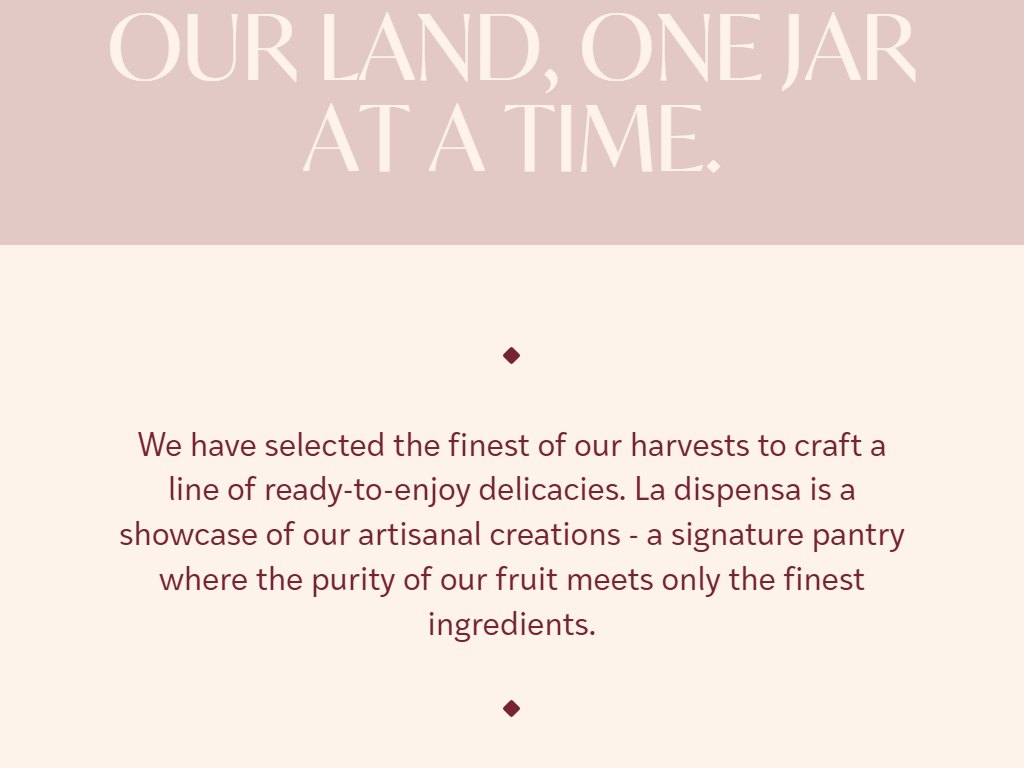 OUR LAND, ONE JAR
AT A TIME.
We have selected the finest of our harvests to craft a
line of ready-to-enjoy delicacies. La dispensa is a
showcase of our artisanal creations - a signature pantry
where the purity of our fruit meets only the finest
ingredients.